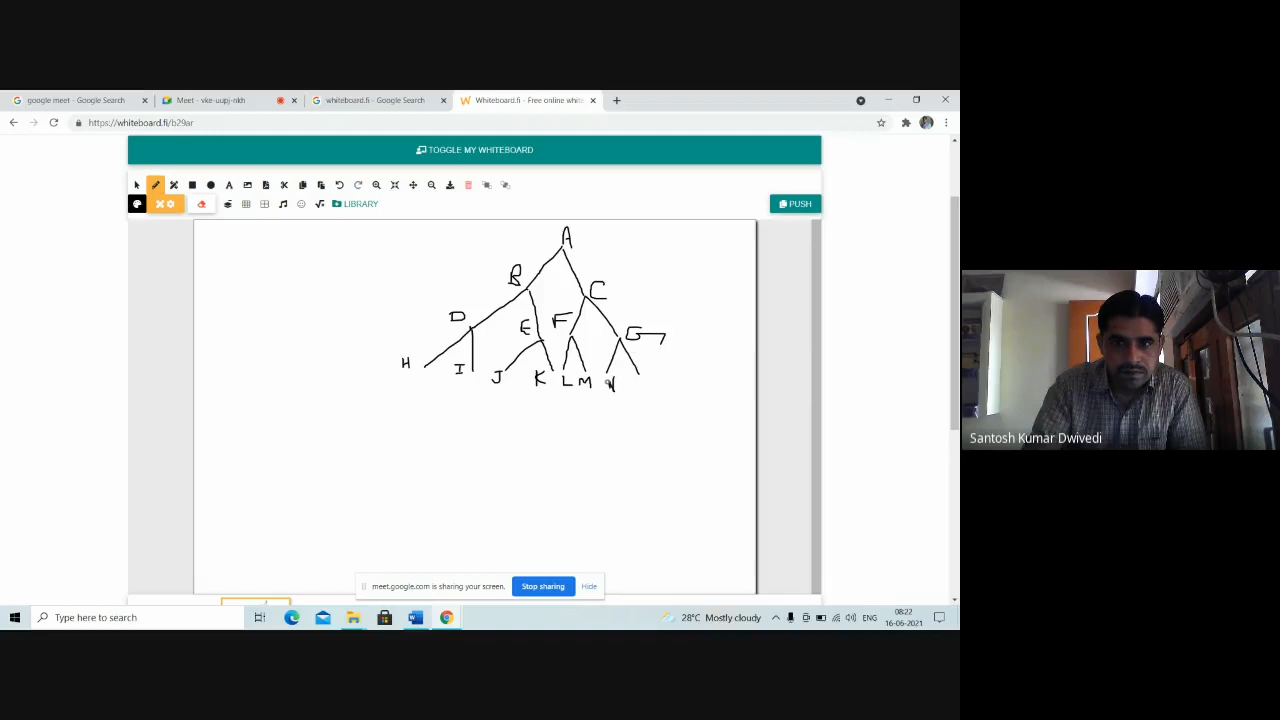 google meet - Google Search
Meet - vke-uupj-nkh
whiteboard.fi - Google Search
Whiteboard.fi - Free online white
https://whiteboard.fi/b29ar
TOGGLE MY WHITEBOARD
LIBRARY
PUSH
A
B
C
D
E
F
G
H
I
J
K
L
M
N
Santosh Kumar Dwivedi
meet.google.com is sharing your screen.
Stop sharing
Hide
Type here to search
28°C Mostly cloudy
ENG
08:22
16-06-2021